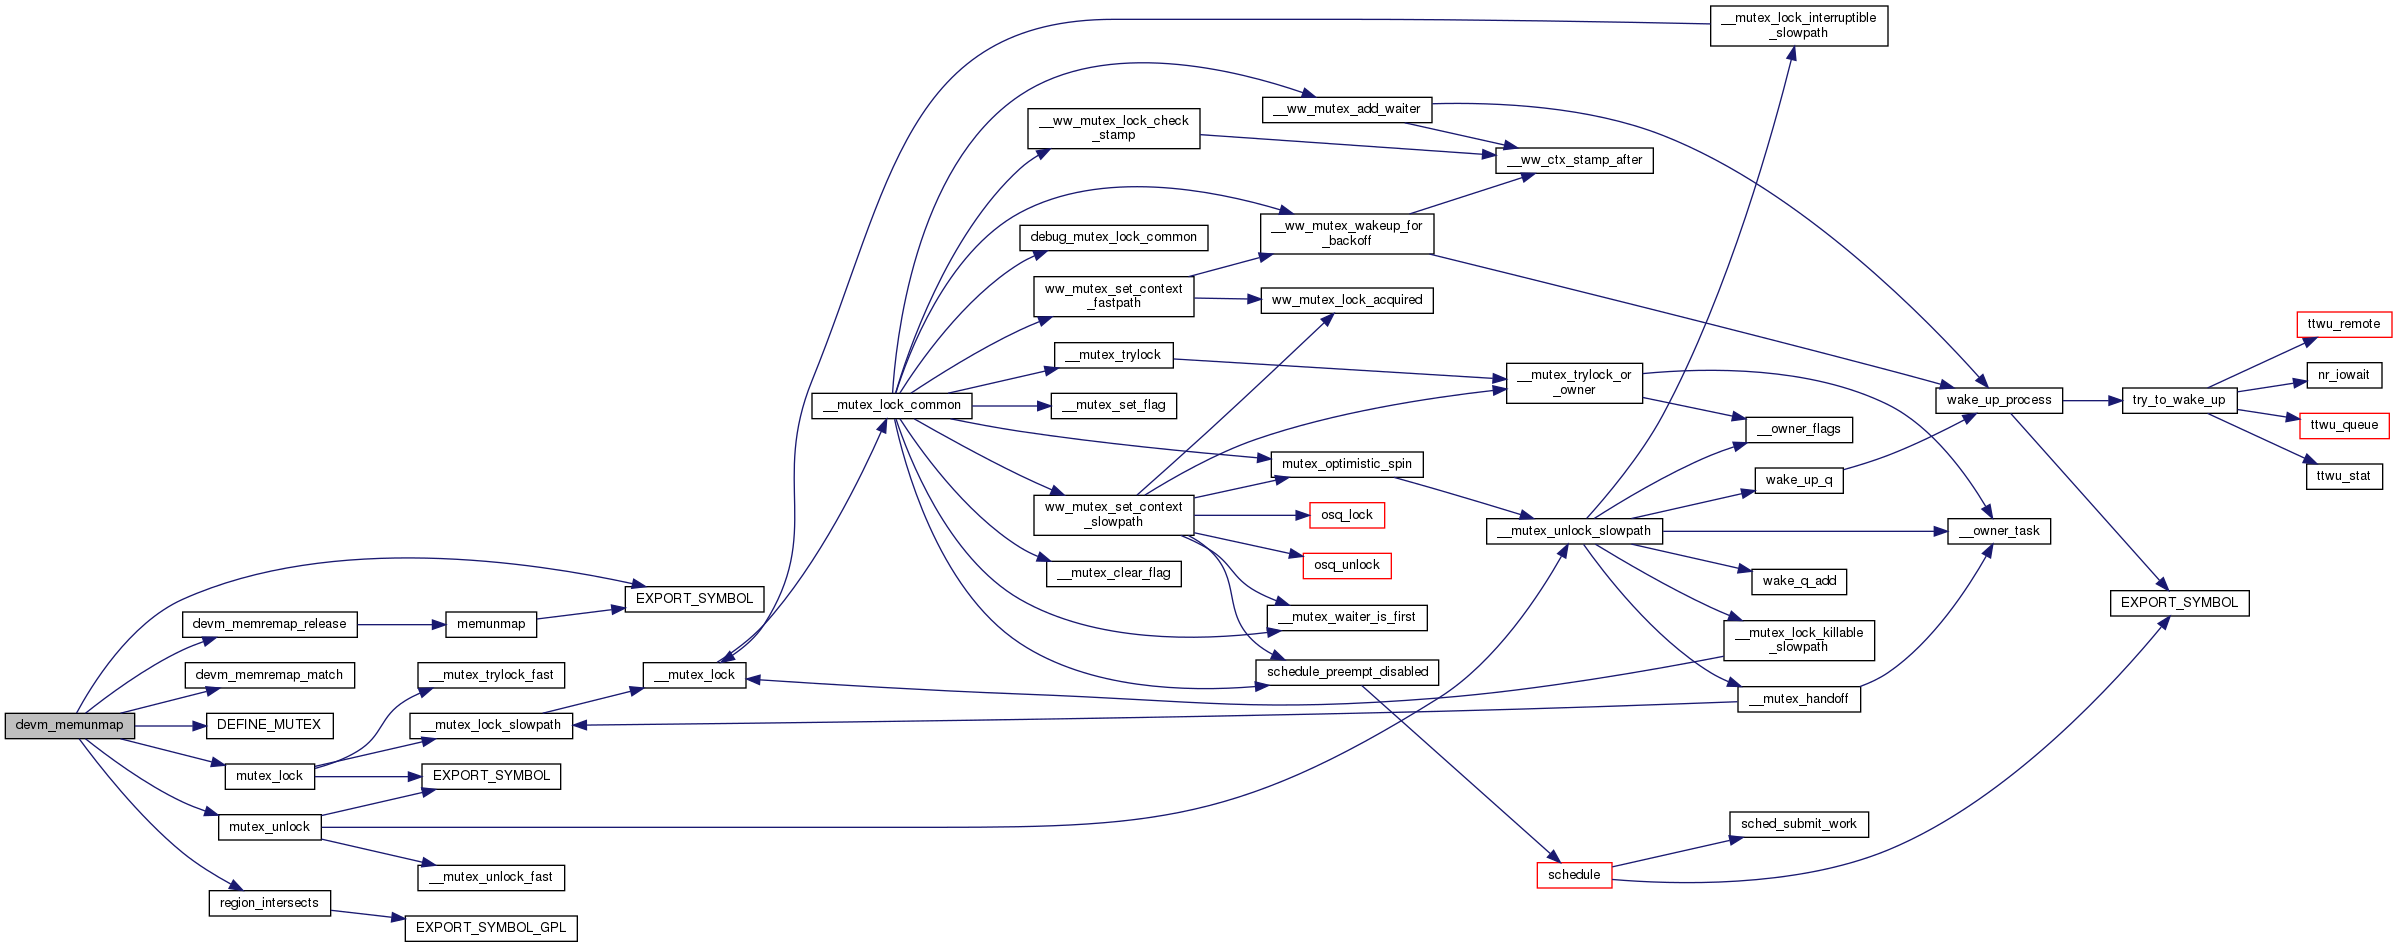 __mutex_lock_interruptible
_slowpath
__ww_mutex_add_waiter
__ww_mutex_lock_check
_stamp
__ww_ctx_stamp_after
__ww_mutex_wakeup_for
_backoff
debug_mutex_lock_common
ww_mutex_set_context
_fastpath
ww_mutex_lock_acquired
ttwu_remote
__mutex_trylock
__mutex_trylock_or
_owner
nr_iowait
__mutex_lock_common
__mutex_set_flag
wake_up_process
try_to_wake_up
__owner_flags
ttwu_queue
mutex_optimistic_spin
wake_up_q
ttwu_stat
ww_mutex_set_context
_slowpath
osq_lock
__mutex_unlock_slowpath
__owner_task
osq_unlock
__mutex_clear_flag
wake_q_add
EXPORT_SYMBOL
EXPORT_SYMBOL
devm_memremap_release
memunmap
__mutex_waiter_is_first
__mutex_lock_killable
_slowpath
devm_memremap_match
__mutex_trylock_fast
__mutex_lock
schedule_preempt_disabled
__mutex_handoff
devm_memunmap
DEFINE_MUTEX
__mutex_lock_slowpath
mutex_lock
EXPORT_SYMBOL
mutex_unlock
sched_submit_work
__mutex_unlock_fast
schedule
region_intersects
EXPORT_SYMBOL_GPL